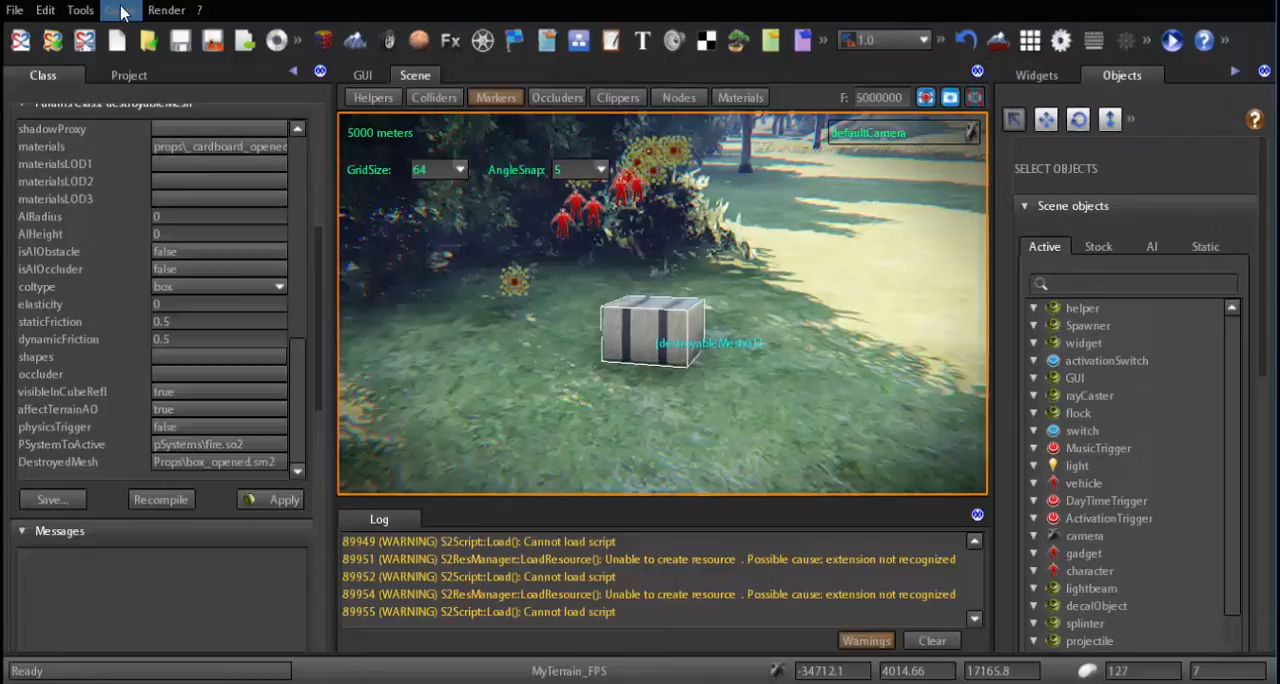 File Edit Tools Game Render ?
Fx T 1.0
Class Project
Params Class: destroyableMesh
shadowProxy
materials props\_cardboard_opened
materialsLOD1
materialsLOD2
materialsLOD3
AIRadius 0
AIHeight 0
isAIObstacle false
isAIOccluder false
coltype box
elasticity 0
staticFriction 0.5
dynamicFriction 0.5
shapes
occluder
visibleInCubeRefl true
affectTerrainAO true
physicsTrigger false
PSystemToActive pSystems\fire.so2
DestroyedMesh Props\box_opened.sm2
Save... Recompile Apply
Messages
GUI Scene
Helpers Colliders Markers Occluders Clippers Nodes Materials F: 5000000
5000 meters defaultCamera
GridSize: 64 AngleSnap: 5
Log
89949 (WARNING) S2Script::Load(): Cannot load script
89951 (WARNING) S2ResManager::LoadResource(): Unable to create resource . Possible cause: extension not recognized
89952 (WARNING) S2Script::Load(): Cannot load script
89954 (WARNING) S2ResManager::LoadResource(): Unable to create resource . Possible cause: extension not recognized
89955 (WARNING) S2Script::Load(): Cannot load script
Warnings Clear
Widgets Objects
SELECT OBJECTS
Scene objects
Active Stock AI Static
helper
Spawner
widget
activationSwitch
GUI
rayCaster
flock
switch
MusicTrigger
light
vehicle
DayTimeTrigger
ActivationTrigger
camera
gadget
character
lightbeam
decalObject
splinter
projectile
Ready MyTerrain_FPS -34712.1 4014.66 17165.8 127 7